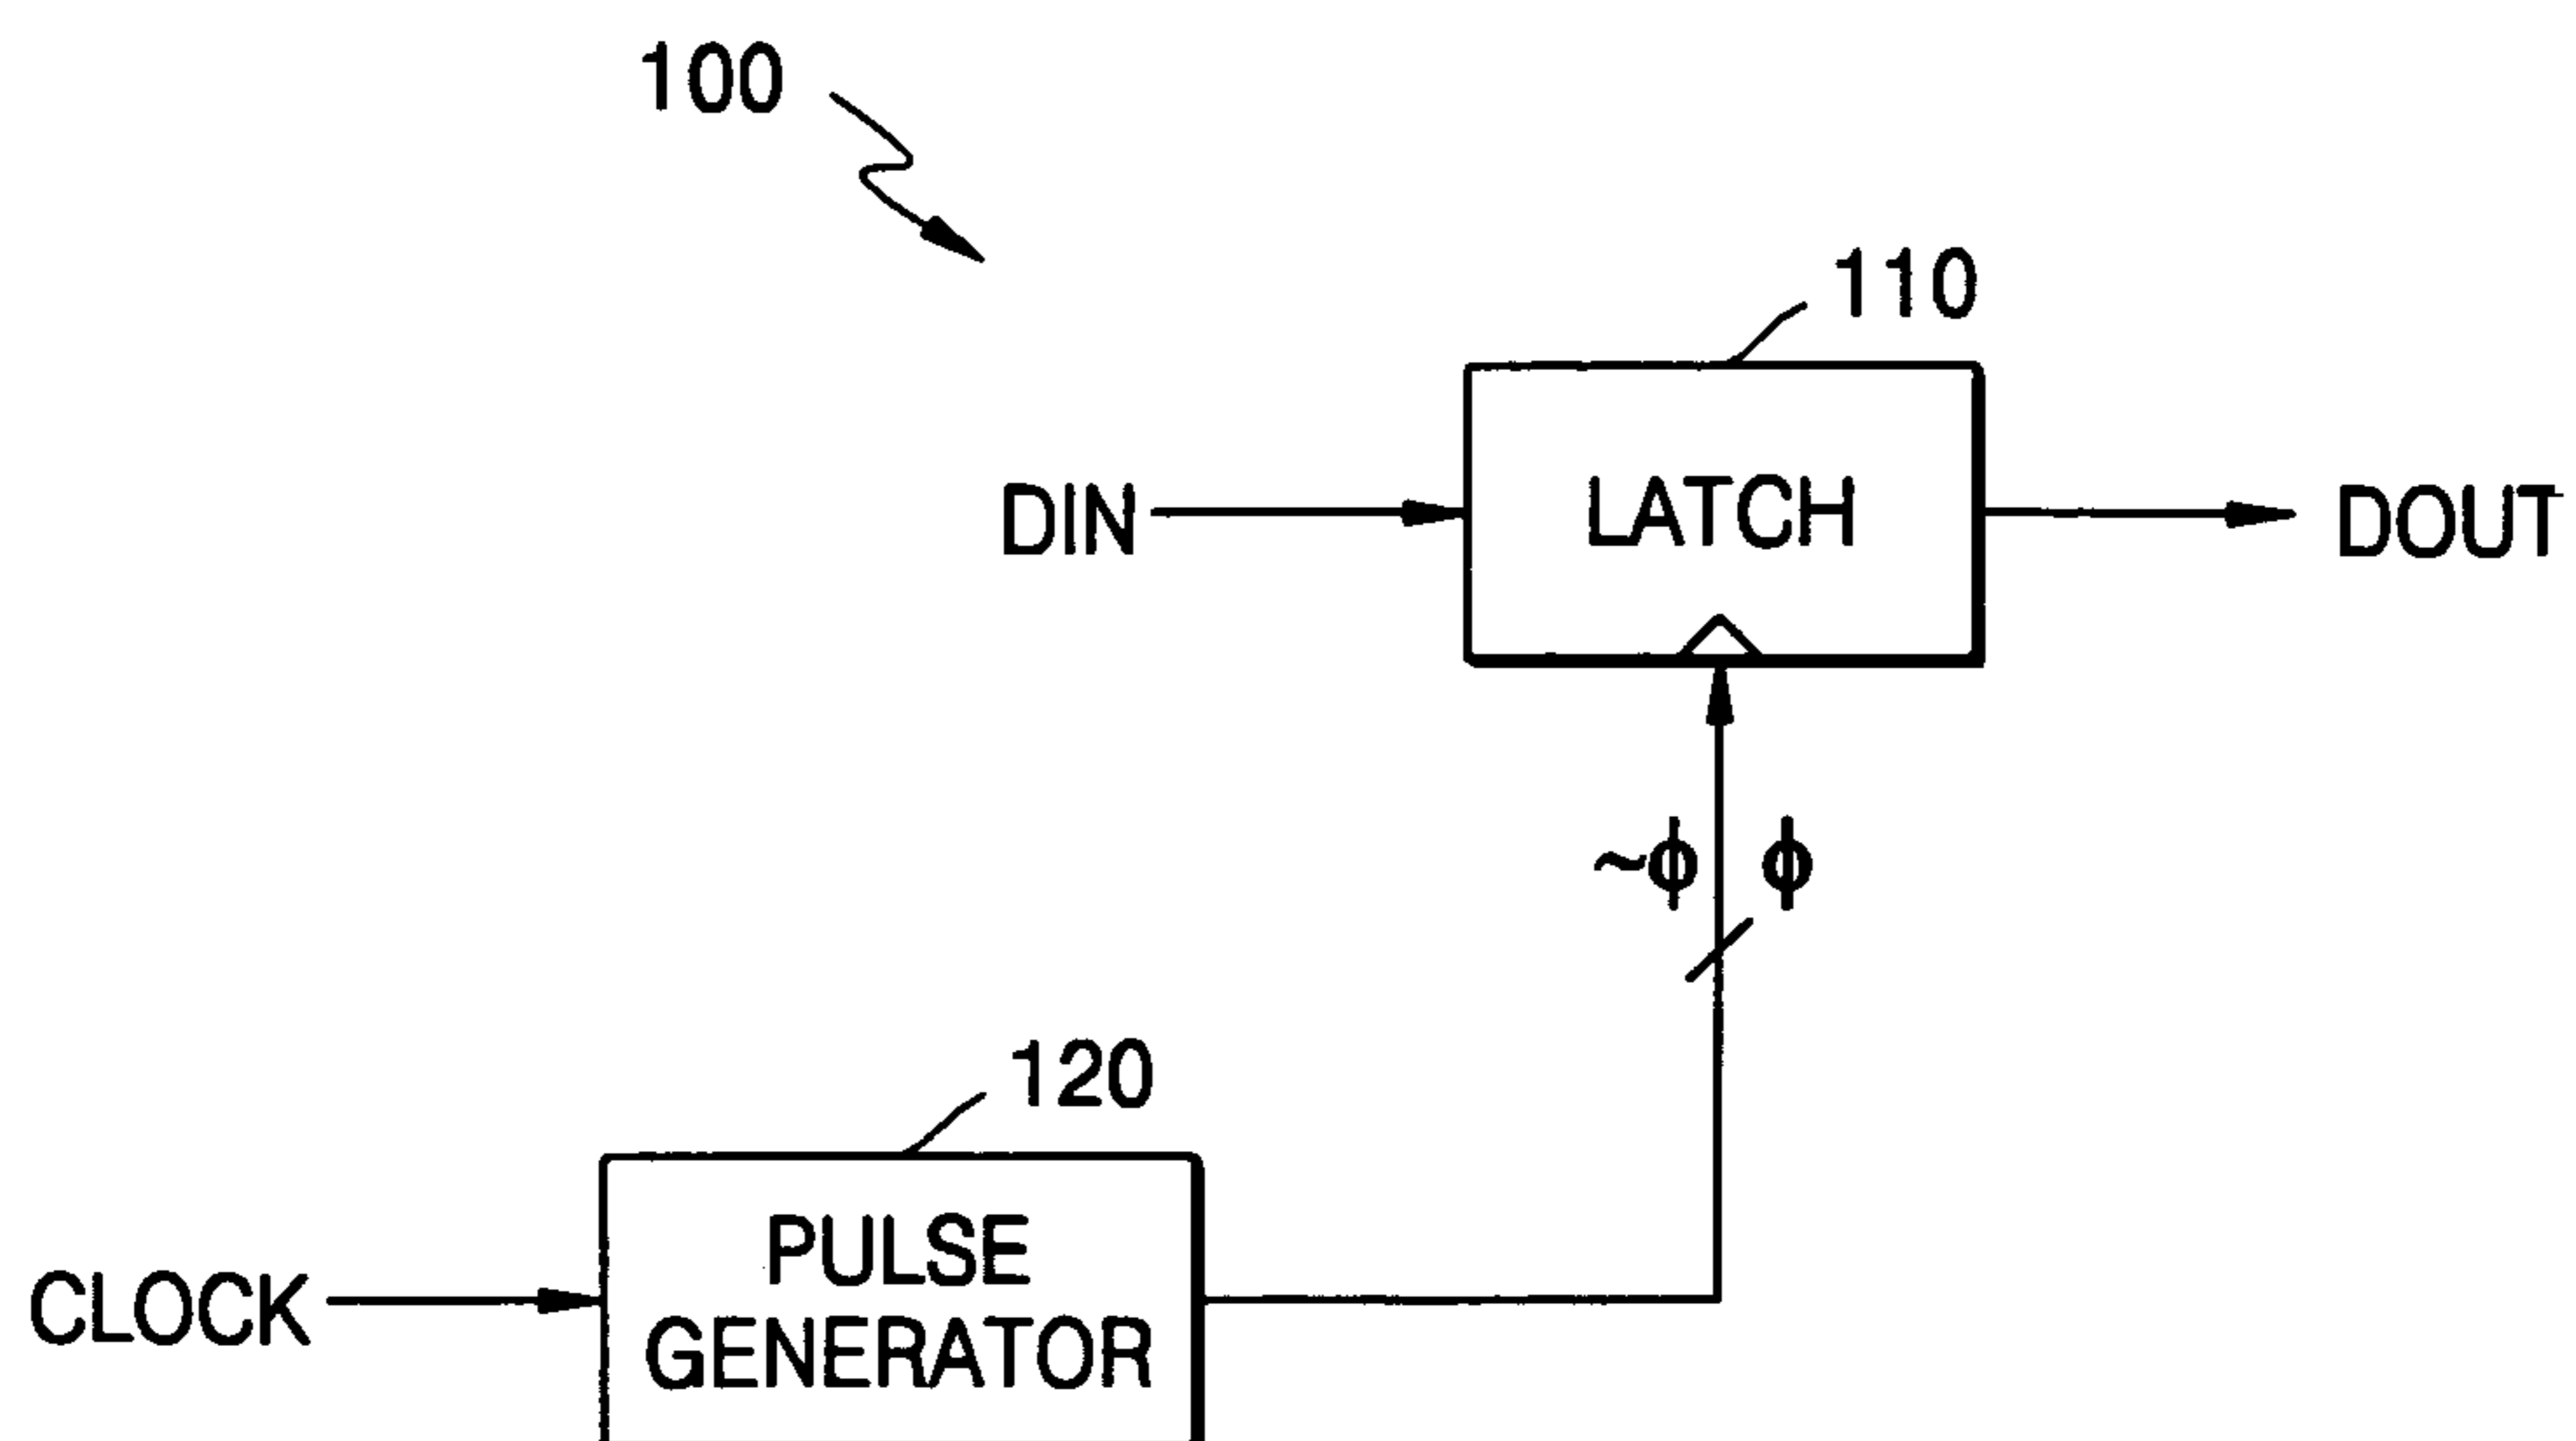 100
110
DIN
LATCH
DOUT
~ϕ ϕ
120
CLOCK
PULSE
GENERATOR